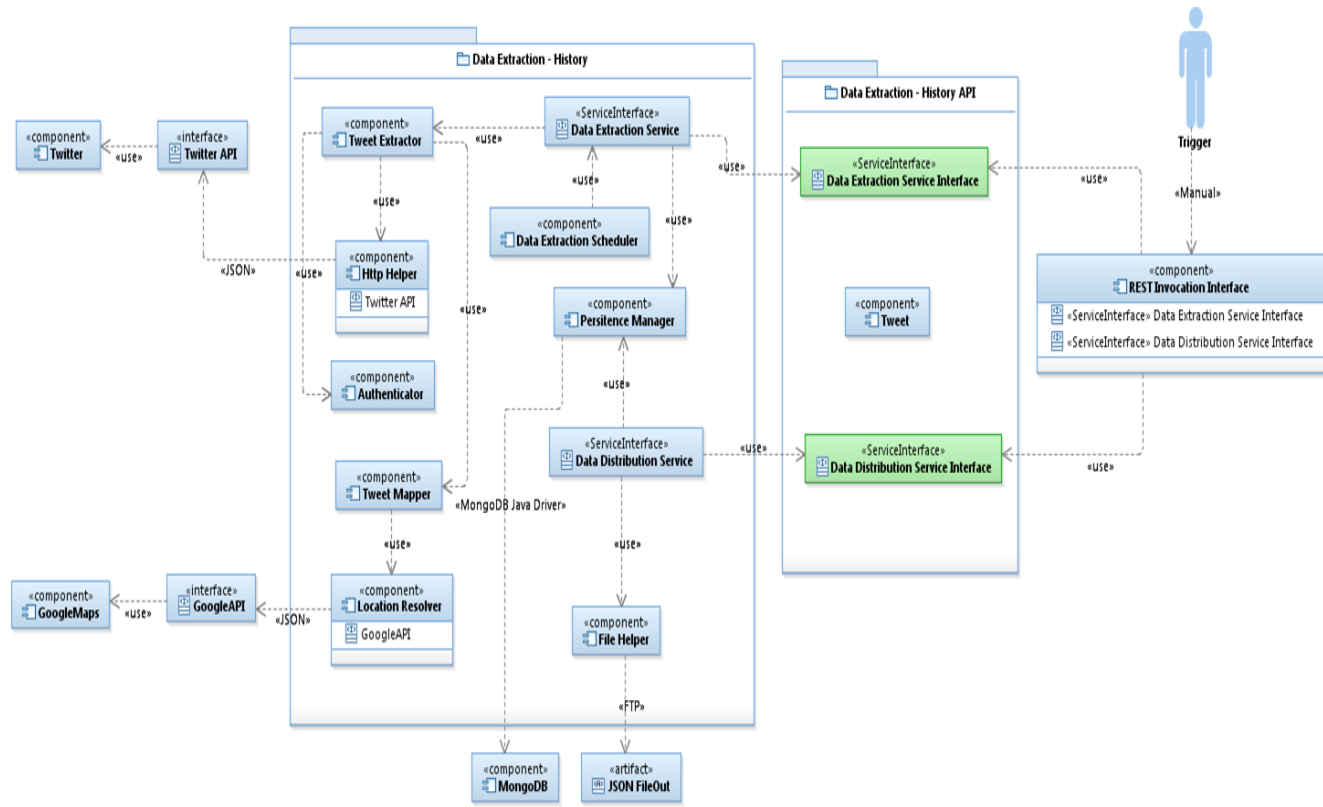 Data Extraction - History
Data Extraction - History API
Trigger
«Manual»
«component»
Twitter
«use»
«interface»
Twitter API
«JSON»
«component»
Tweet Extractor
«use»
«ServiceInterface»
Data Extraction Service
«use»
«use»
«use»
«component»
Data Extraction Scheduler
«use»
«use»
«use»
«component»
Http Helper
Twitter API
«component»
Authenticator
«component»
Persitence Manager
«use»
«ServiceInterface»
Data Distribution Service
«use»
«component»
Tweet Mapper
«MongoDB Java Driver»
«use»
«use»
«component»
Location Resolver
GoogleAPI
«JSON»
«interface»
GoogleAPI
«use»
«component»
GoogleMaps
«component»
File Helper
«FTP»
«component»
MongoDB
«artifact»
JSON FileOut
«ServiceInterface»
Data Extraction Service Interface
«use»
«component»
Tweet
«component»
REST Invocation Interface
«ServiceInterface» Data Extraction Service Interface
«ServiceInterface» Data Distribution Service Interface
«ServiceInterface»
Data Distribution Service Interface
«use»